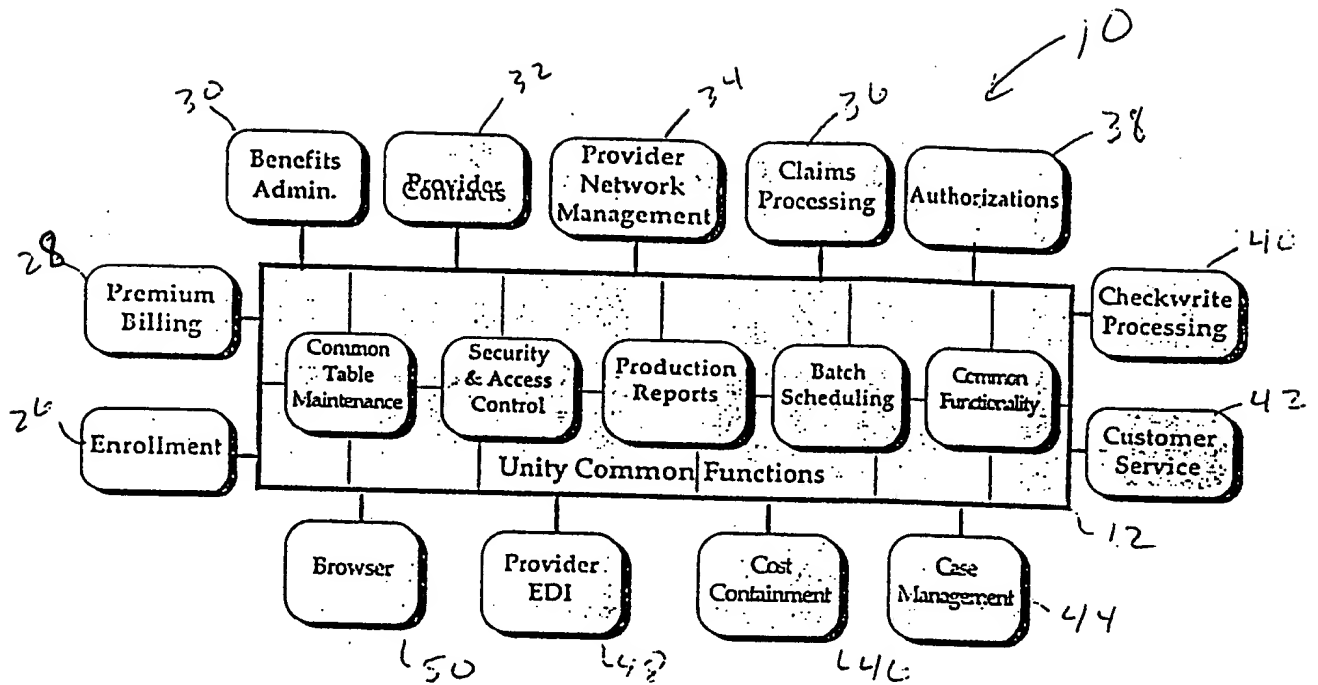 10
30
32
34
36
38
Benefits
Admin.
Provider
Contracts
Provider
Network
Management
Claims
Processing
Authorizations
28
Premium
Billing
40
Checkwrite
Processing
Common
Table
Maintenance
Security
& Access
Control
Production
Reports
Batch
Scheduling
Common
Functionality
26
Enrollment
42
Customer
Service
Unity Common Functions
12
Browser
Provider
EDI
Cost
Containment
Case
Management
44
50
48
46